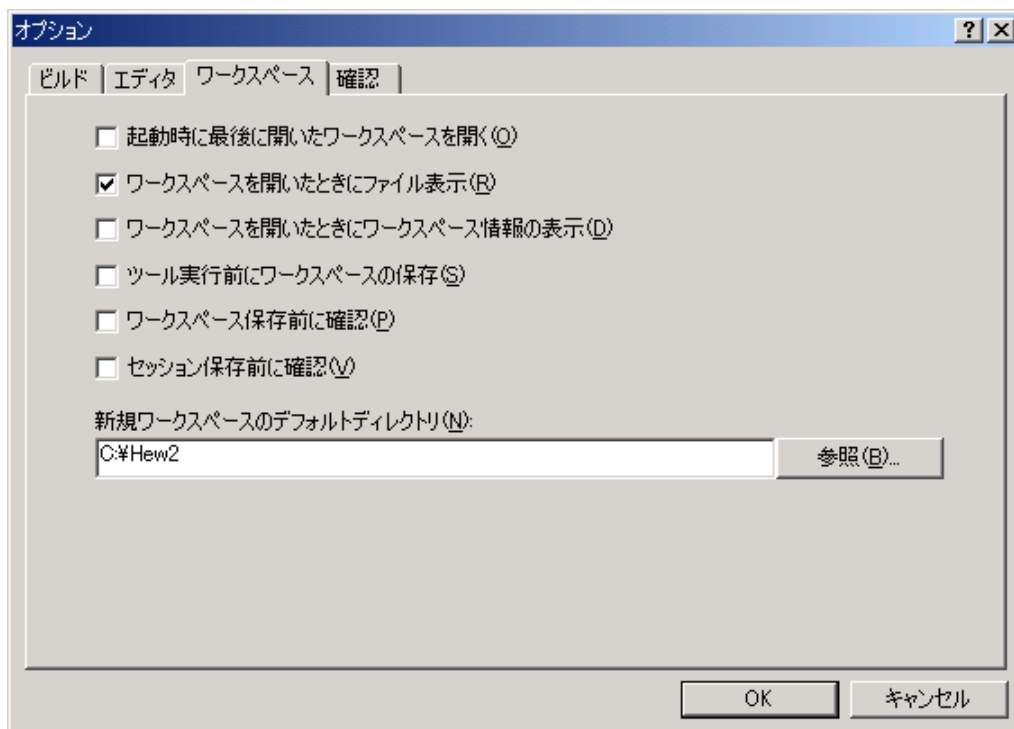 オプション
ビルド エディタ ワークスペース 確認
起動時に最後に開いたワークスペースを開く(O)
ワークスペースを開いたときにファイル表示(R)
ワークスペースを開いたときにワークスペース情報の表示(D)
ツール実行前にワークスペースの保存(S)
ワークスペース保存前に確認(P)
セッション保存前に確認(V)
新規ワークスペースのデフォルトディレクトリ(N):
C:¥Hew2 参照(B)...
OK キャンセル